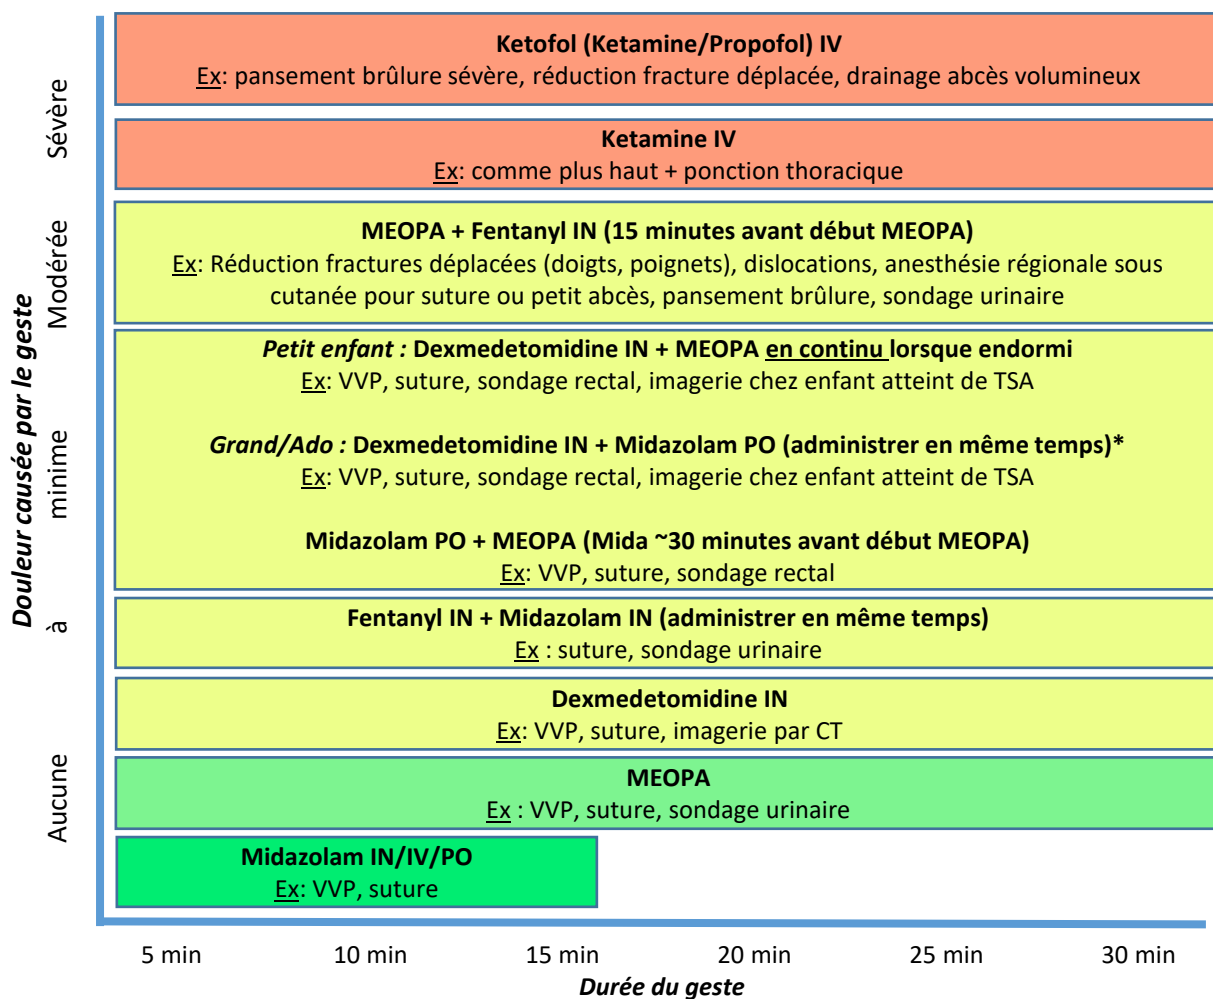 Ketofol (Ketamine/Propofol) IV
Ex: pansement brûlure sévère, réduction fracture déplacée, drainage abcès volumineux
Ketamine IV
Ex: comme plus haut + ponction thoracique
MEOPA + Fentanyl IN (15 minutes avant début MEOPA)
Ex: Réduction fractures déplacées (doigts, poignets), dislocations, anesthésie régionale sous
cutanée pour suture ou petit abcès, pansement brûlure, sondage urinaire
Petit enfant : Dexmedetomidine IN + MEOPA en continu lorsque endormi
Ex: VVP, suture, sondage rectal, imagerie chez enfant atteint de TSA
Grand/Ado : Dexmedetomidine IN + Midazolam PO (administrer en même temps)*
Ex: VVP, suture, sondage rectal, imagerie chez enfant atteint de TSA
Midazolam PO + MEOPA (Mida ~30 minutes avant début MEOPA)
Ex: VVP, suture, sondage rectal
Fentanyl IN + Midazolam IN (administrer en même temps)
Ex : suture, sondage urinaire
Dexmedetomidine IN
Ex: VVP, suture, imagerie par CT
MEOPA
Ex : VVP, suture, sondage urinaire
Midazolam IN/IV/PO
Ex: VVP, suture
Douleur causée par le geste
Aucune à minime Modérée Sévère
5 min 10 min 15 min 20 min 25 min 30 min
Durée du geste